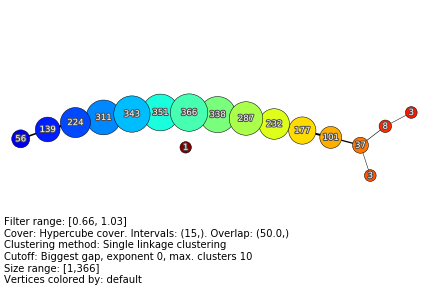 56 139 224 311 343 351 366 338 287 232 177 101 37 8 3
1
3
Filter range: [0.66, 1.03]
Cover: Hypercube cover. Intervals: (15,). Overlap: (50.0,)
Clustering method: Single linkage clustering
Cutoff: Biggest gap, exponent 0, max. clusters 10
Size range: [1,366]
Vertices colored by: default